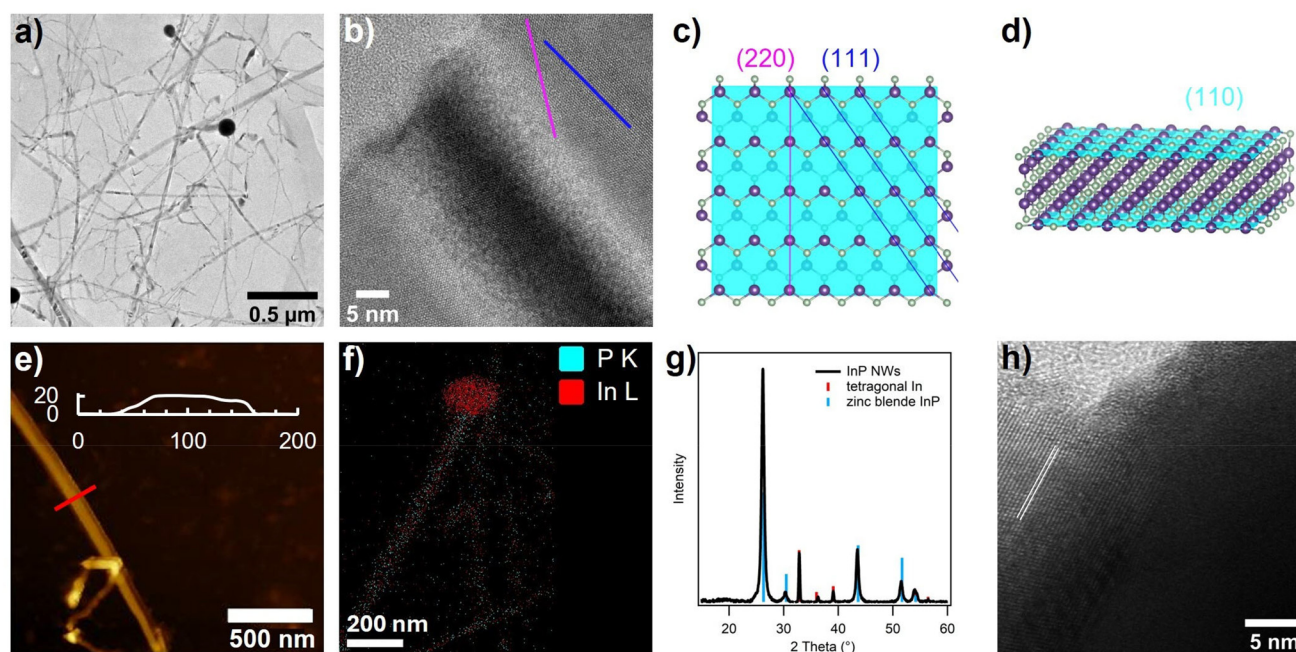 a)
0.5 µm
b)
5 nm
c)
(220) (111)
d)
(110)
e)
20
0
0 100 200
500 nm
f)
P K
In L
200 nm
g)
InP NWs
tetragonal In
zinc blende InP
Intensity
20 30 40 50 60
2 Theta (°)
h)
5 nm